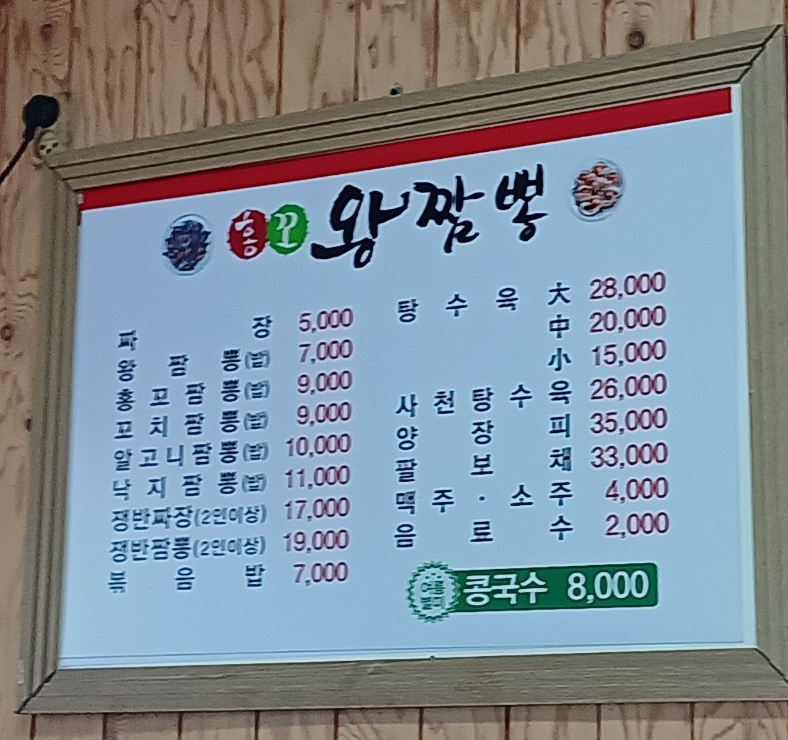 홍꼬 왕짬뽕
짜장 5,000
왕짬뽕(밥) 7,000
홍꼬짬뽕(밥) 9,000
꼬치짬뽕(밥) 9,000
알고니짬뽕(밥) 10,000
낙지짬뽕(밥) 11,000
쟁반짜장(2인이상) 17,000
쟁반짬뽕(2인이상) 19,000
볶음밥 7,000
탕수육 大 28,000
中 20,000
小 15,000
사천탕수육 26,000
양장피 35,000
팔보채 33,000
맥주·소주 4,000
음료수 2,000
콩국수 8,000